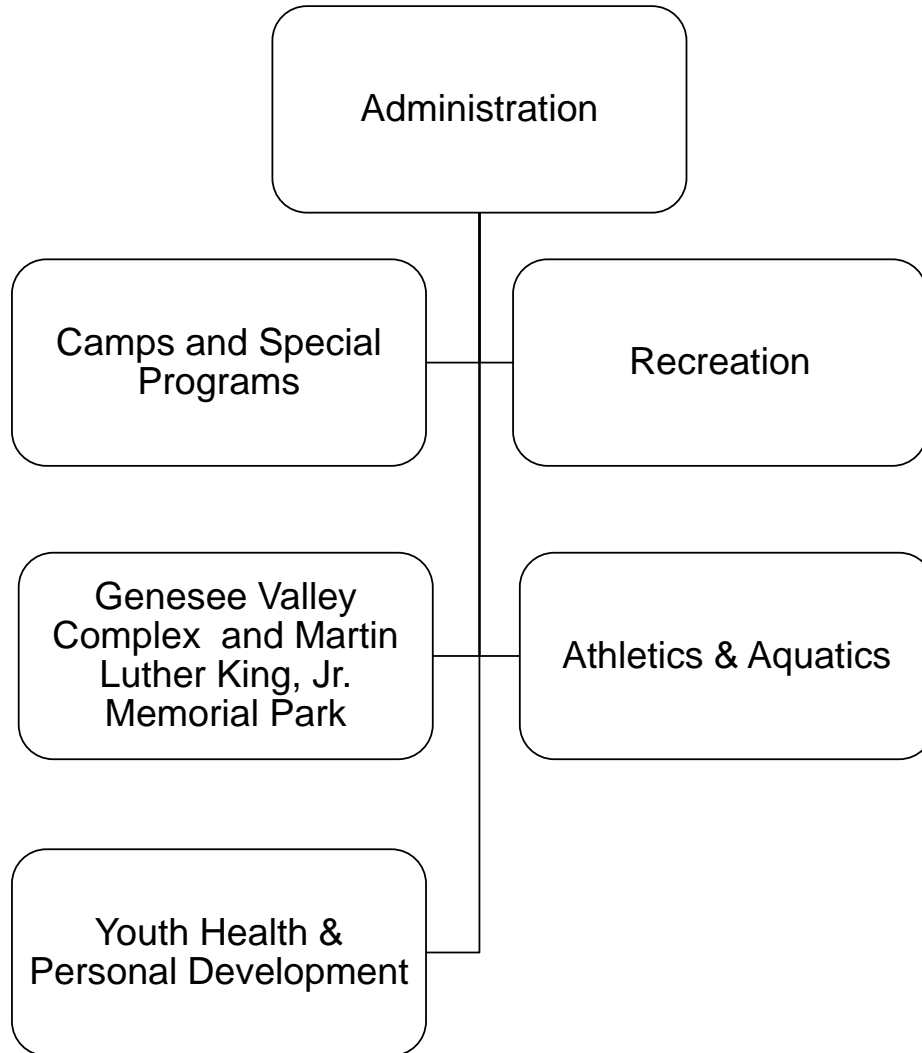 Administration
Camps and Special
Programs
Recreation
Genesee Valley
Complex  and Martin
Luther King, Jr.
Memorial Park
Athletics & Aquatics
Youth Health &
Personal Development